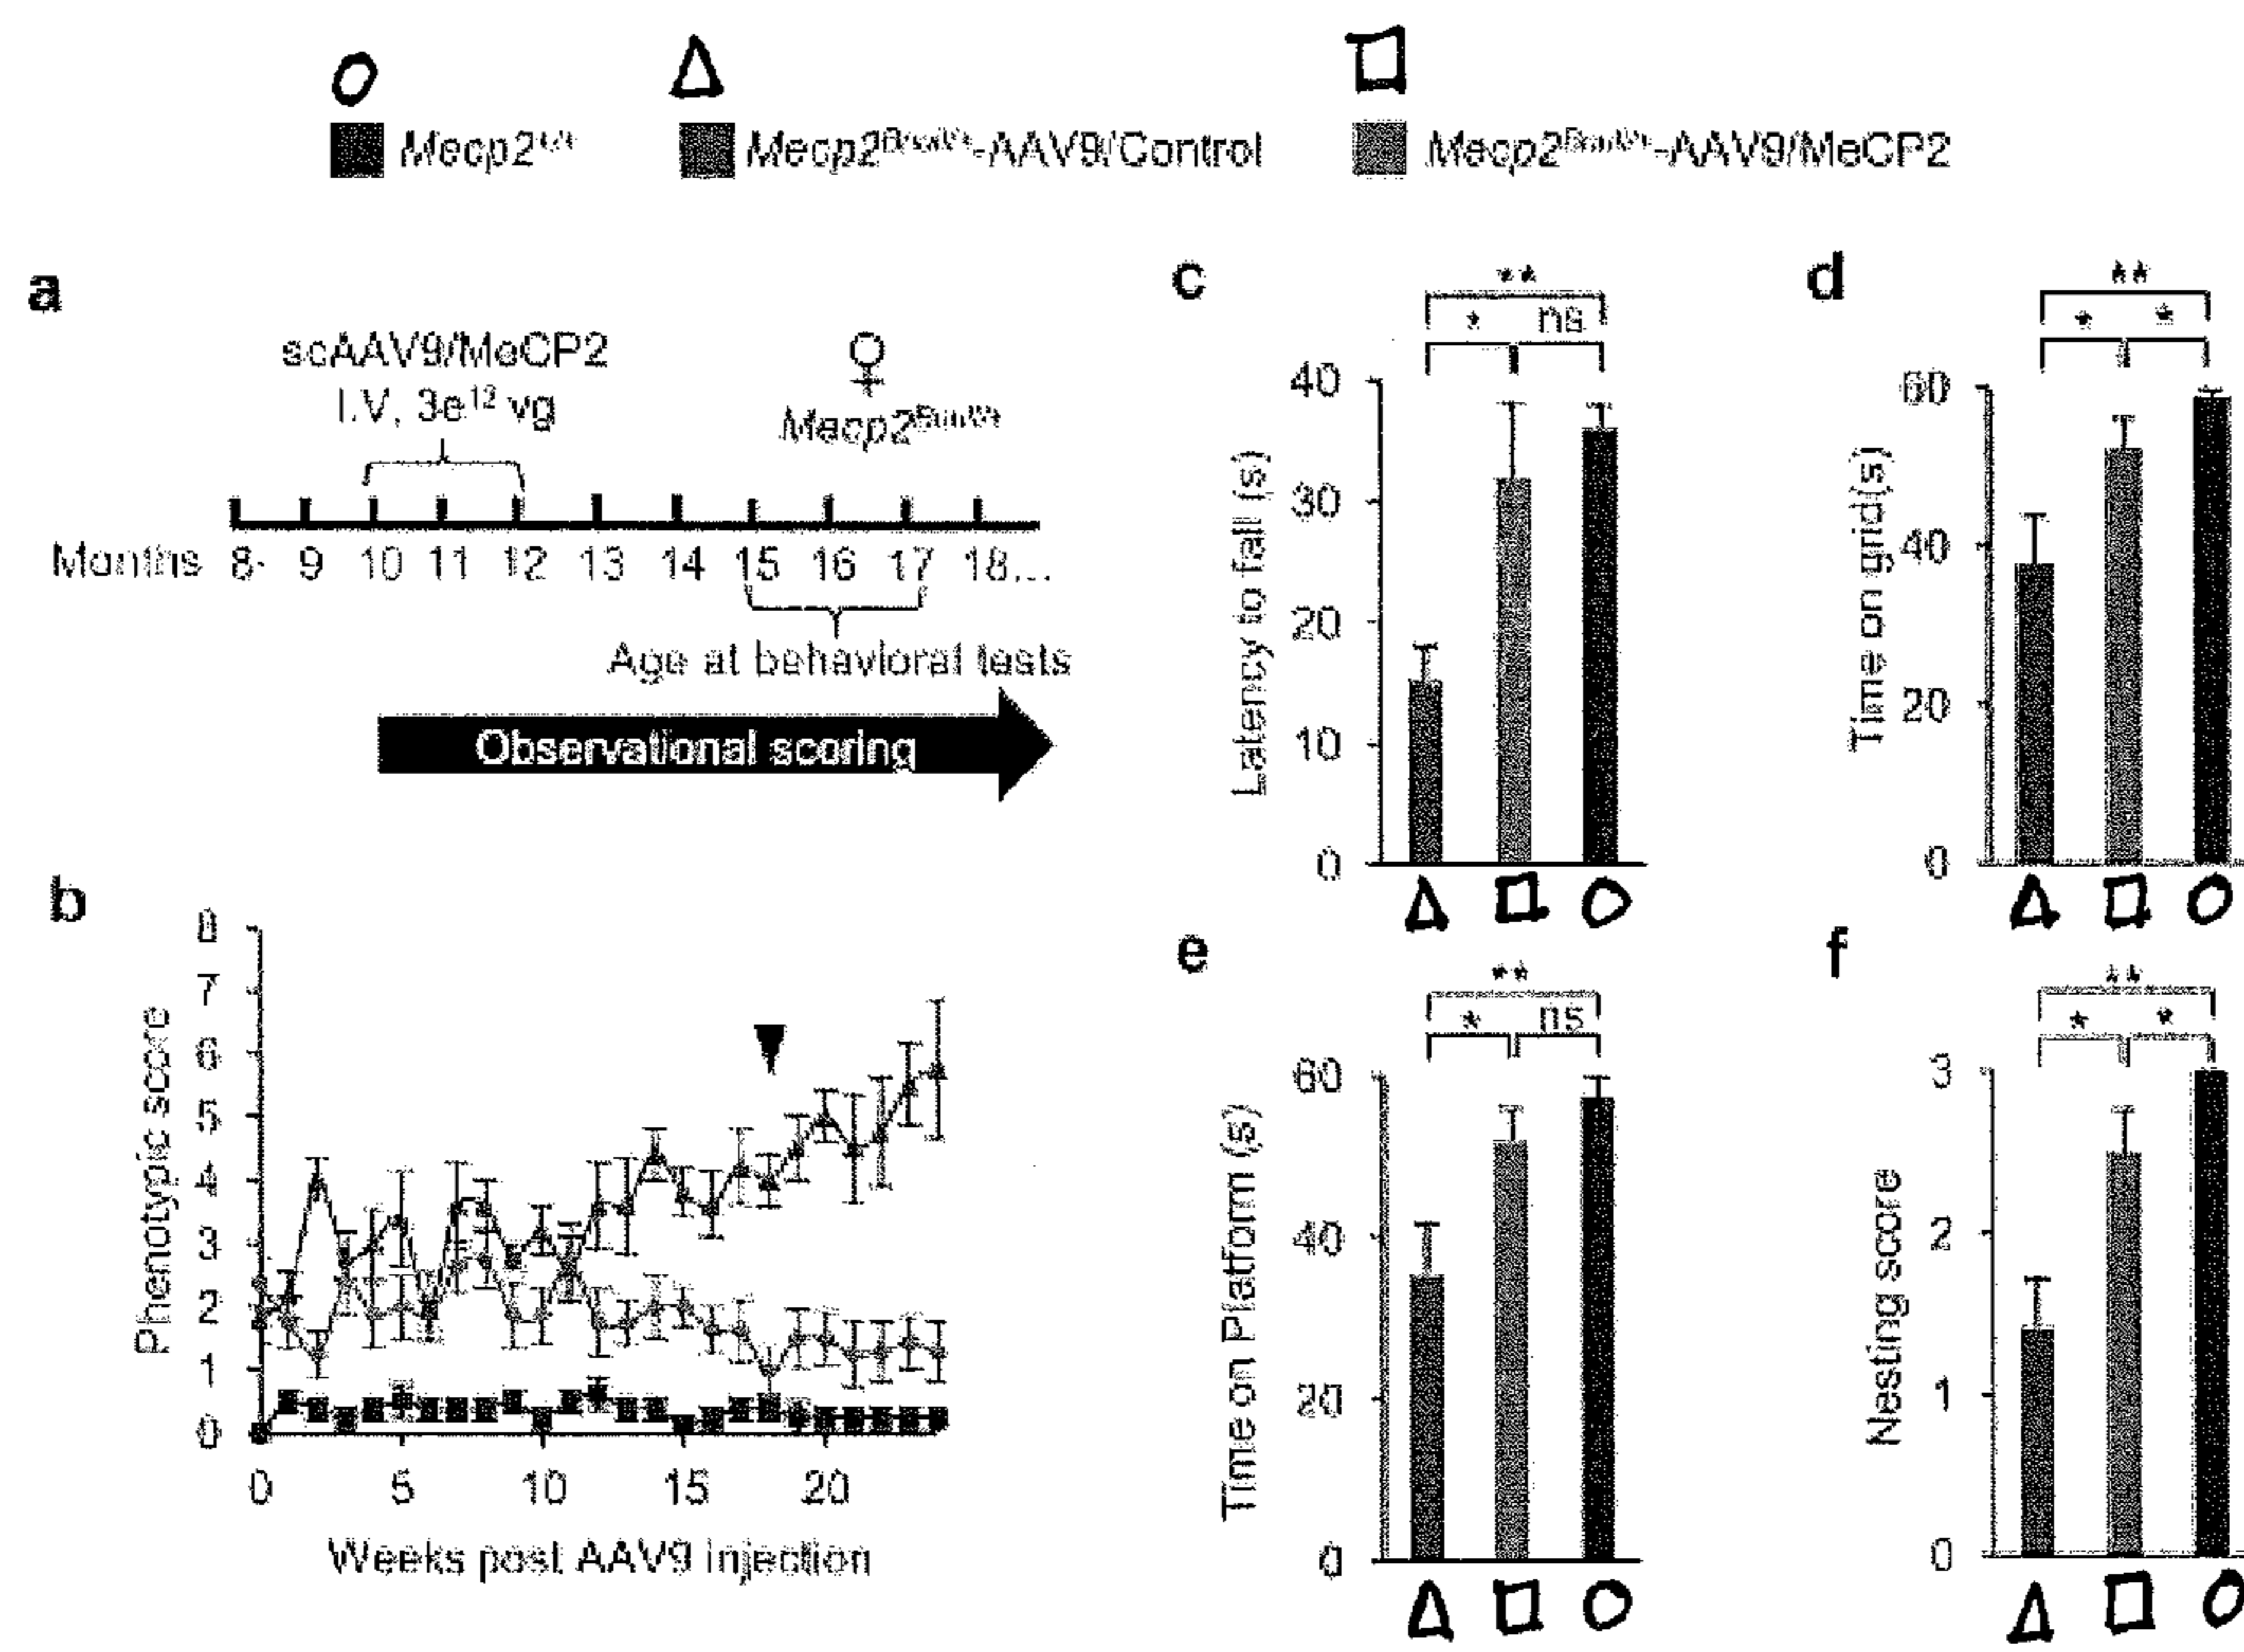 Mecp2+/+
-AAV9/Control
-AAV9/MeCP2
a
scAAV9/MeCP2
I.V, 3e12 vg
♀
Mecp2
Months 8 9 10 11 12 13 14 15 16 17 18...
Age at behavioral tests
Observational scoring
b
Phenotypic score
8
7
6
5
4
3
2
1
0
0 5 10 15 20
Weeks post AAV9 injection
c
**
* ns
Latency to fall (s)
40
30
20
10
0
d
**
* *
Time on grid(s)
60
40
20
0
e
**
* ns
Time on Platform (s)
60
40
20
0
f
**
* *
Nesting score
3
2
1
0